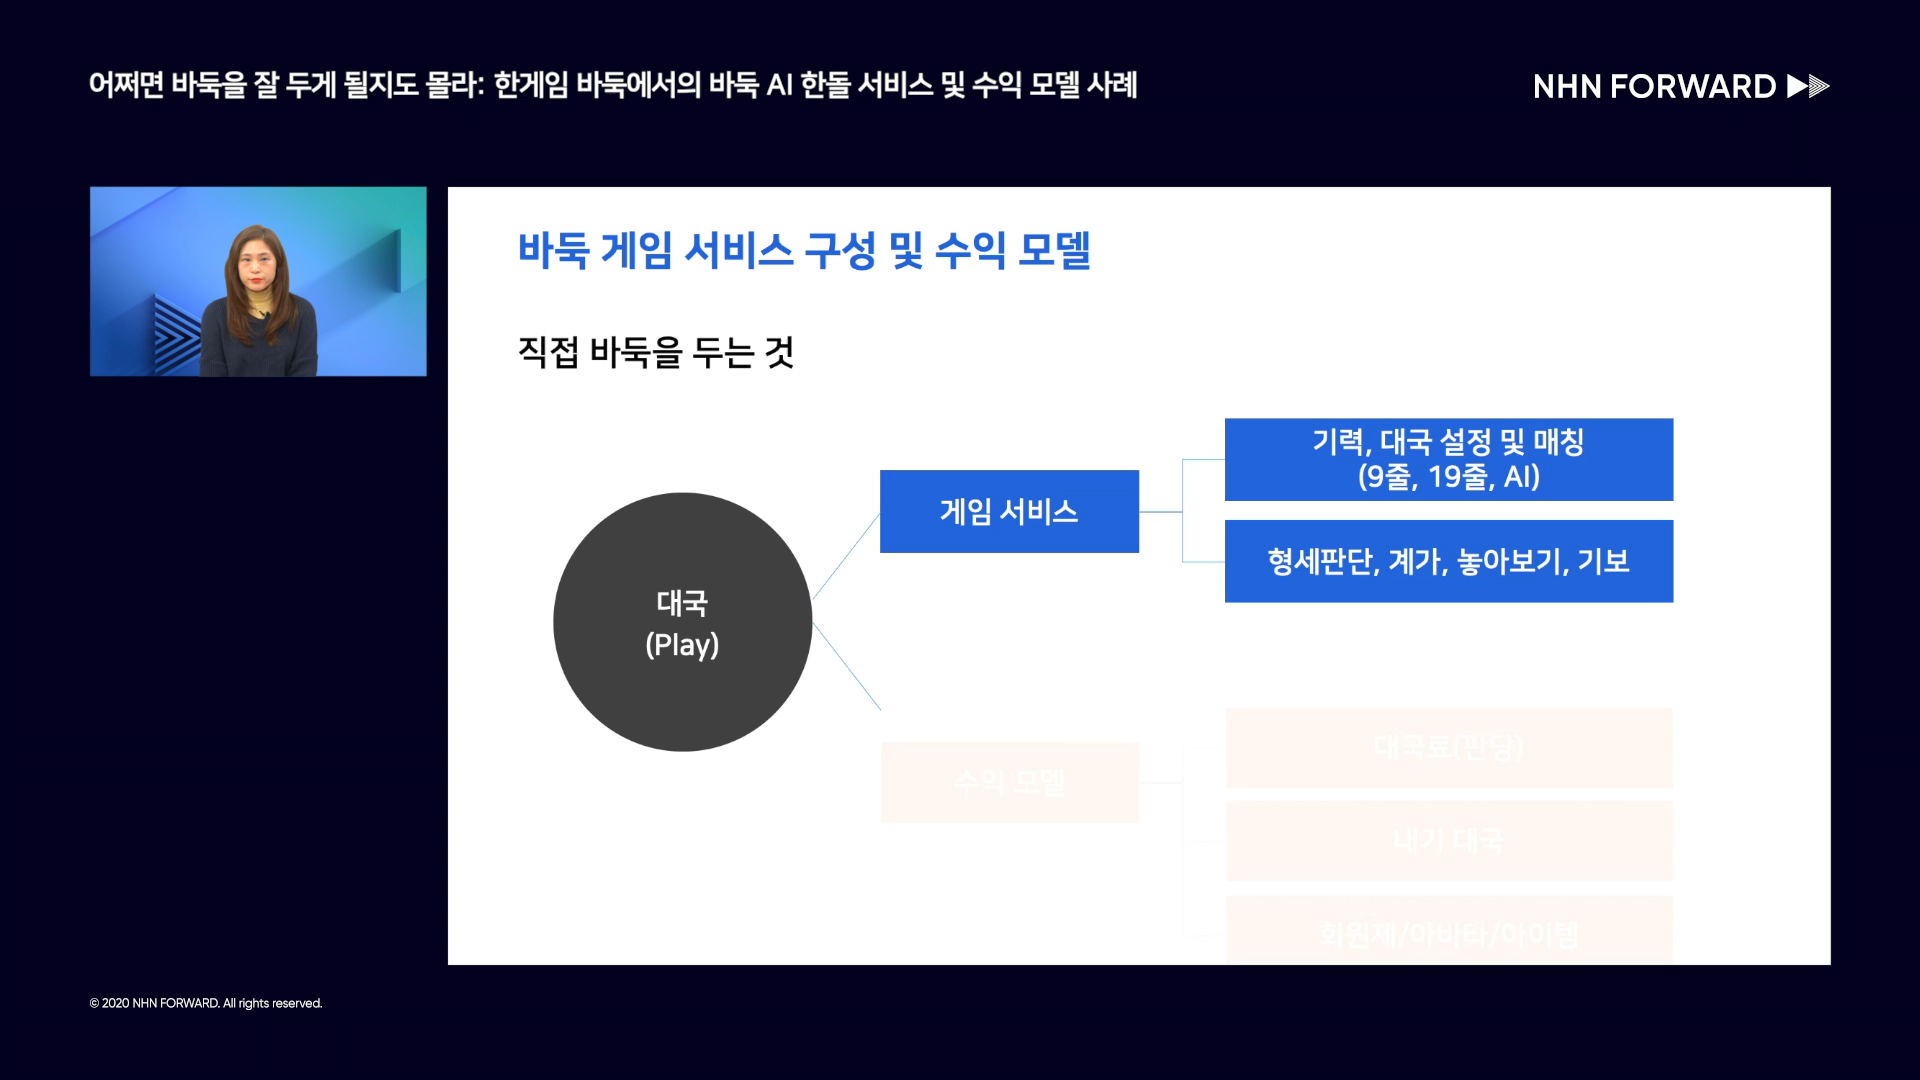 어쩌면 바둑을 잘 두게 될지도 몰라: 한게임 바둑에서의 바둑 AI 한돌 서비스 및 수익 모델 사례
NHN FORWARD
바둑 게임 서비스 구성 및 수익 모델
직접 바둑을 두는 것
대국
(Play)
게임 서비스
기력, 대국 설정 및 매칭
(9줄, 19줄, AI)
형세판단, 계가, 놓아보기, 기보
수익 모델
대국료(판당)
내기 대국
회원제/아바타/아이템
© 2020 NHN FORWARD. All rights reserved.